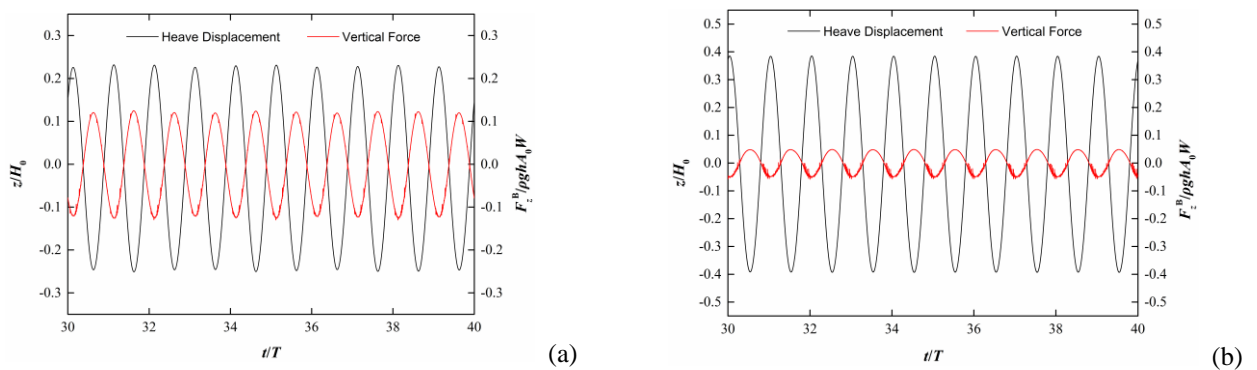 Heave Displacement Vertical Force
0.3 0.3
0.2 0.2
0.1 0.1
0.0 0.0
-0.1 -0.1
-0.2 -0.2
-0.3 -0.3
z/H₀
F_z^B/ρghA₀W
30 32 34 36 38 40
t/T
(a)
Heave Displacement Vertical Force
0.5 0.5
0.4 0.4
0.3 0.3
0.2 0.2
0.1 0.1
0.0 0.0
-0.1 -0.1
-0.2 -0.2
-0.3 -0.3
-0.4 -0.4
-0.5 -0.5
z/H₀
F_z^B/ρghA₀W
30 32 34 36 38 40
t/T
(b)